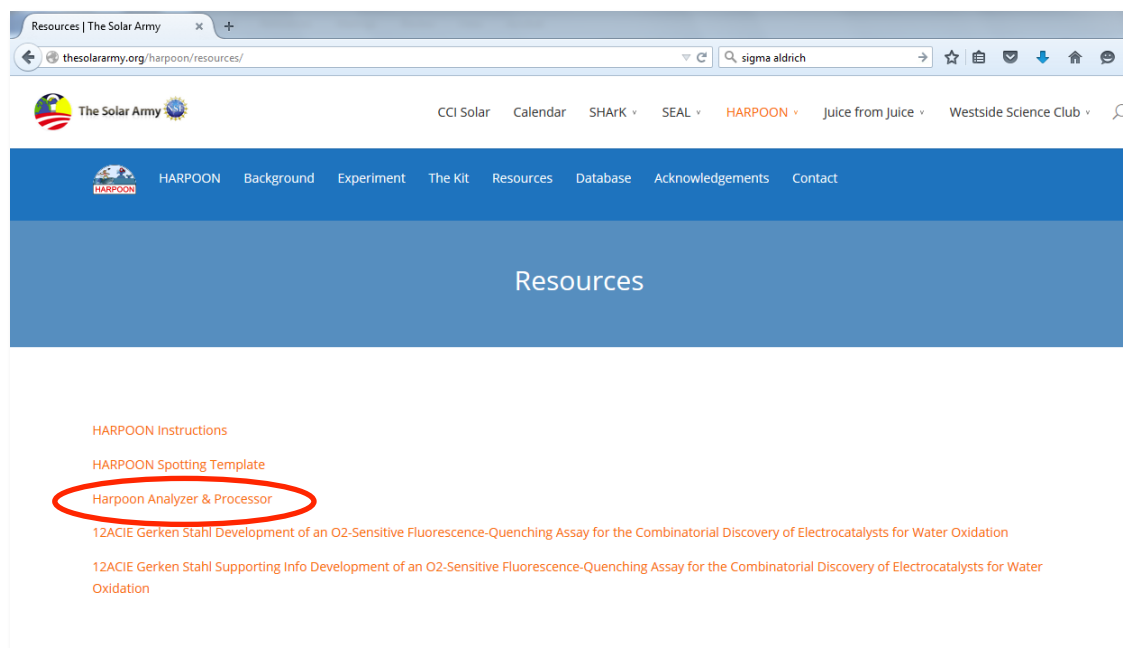 Resources | The Solar Army × +
thesolararmy.org/harpoon/resources/ sigma aldrich
The Solar Army CCI Solar Calendar SHArK SEAL HARPOON Juice from Juice Westside Science Club
HARPOON HARPOON Background Experiment The Kit Resources Database Acknowledgements Contact
Resources
HARPOON Instructions
HARPOON Spotting Template
Harpoon Analyzer & Processor
12ACIE Gerken Stahl Development of an O2-Sensitive Fluorescence-Quenching Assay for the Combinatorial Discovery of Electrocatalysts for Water Oxidation
12ACIE Gerken Stahl Supporting Info Development of an O2-Sensitive Fluorescence-Quenching Assay for the Combinatorial Discovery of Electrocatalysts for Water
Oxidation